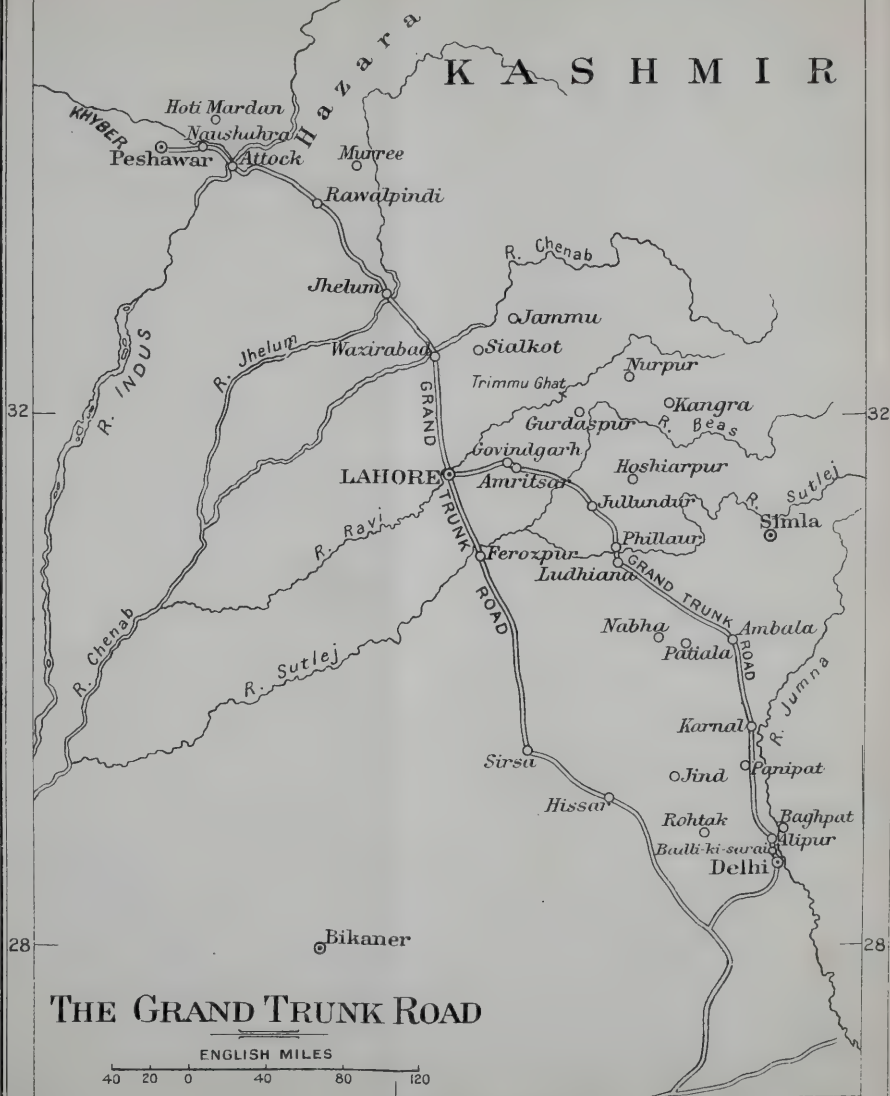 KASHMIR
Hazara
Hoti Mardan
KHYBER
Naushuhra
Peshawar
Attock
Murree
Rawalpindi
R. Chenab
Jhelum
Jammu
R. Jhelum
Wazirabad
Sialkot
R. INDUS
Trimmu Ghat
Nurpur
32
GRAND
Kangra
32
Gurdaspur
R. Beas
Govindgarh
LAHORE
Amritsar
Hoshiarpur
R. Sutlej
TRUNK
Jullundur
R. Ravi
Simla
Phillaur
Ferozpur
Ludhiana
GRAND TRUNK
ROAD
ROAD
Nabha
Ambala
Patiala
R. Chenab
R. Sutlej
R. Jumna
Karnal
Sirsa
Jind
Panipat
Hissar
Rohtak
Baghpat
Alipur
Badli-ki-sarai
Delhi
28
Bikaner
28
THE GRAND TRUNK ROAD
ENGLISH MILES
40 20 0 40 80 120